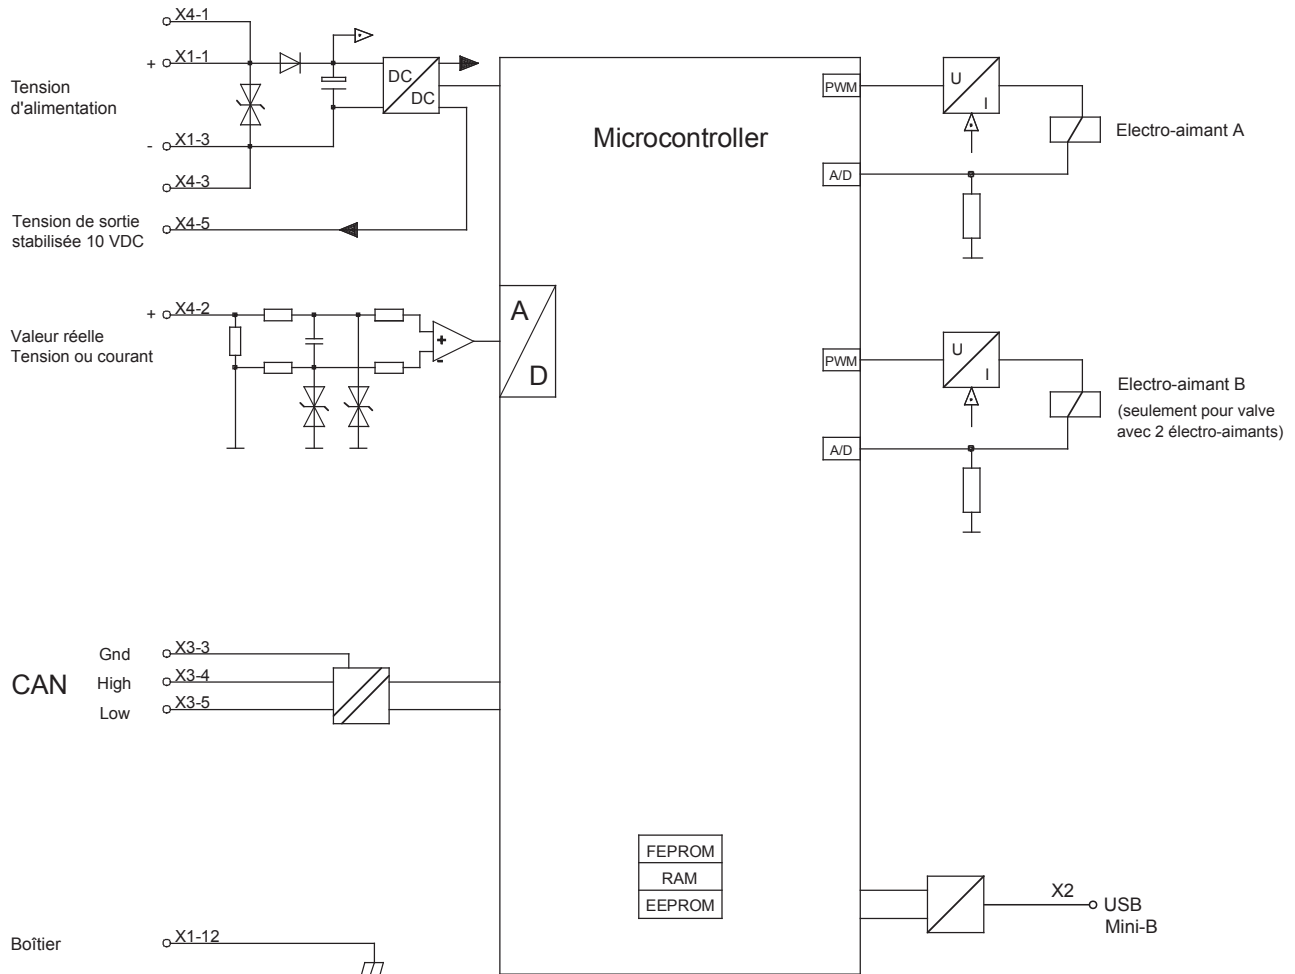 X4-1
+ X1-1
Tension
d'alimentation
- X1-3
X4-3
DC
DC
Tension de sortie
stabilisée 10 VDC
X4-5
+ X4-2
Valeur réelle
Tension ou courant
+
-
A
D
Microcontroller
PWM
U
I
Electro-aimant A
A/D
PWM
U
I
Electro-aimant B
(seulement pour valve
avec 2 électro-aimants)
A/D
CAN
Gnd X3-3
High X3-4
Low X3-5
FEPROM
RAM
EEPROM
X2
USB
Mini-B
Boîtier X1-12